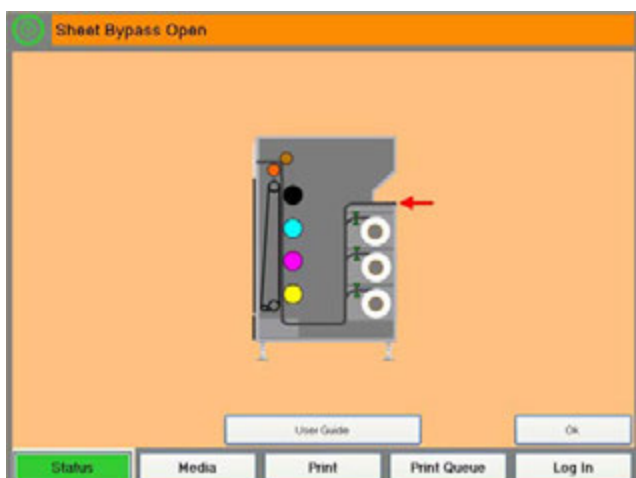 Sheet Bypass Open
User Guide
Ok
Status Media Print Print Queue Log In